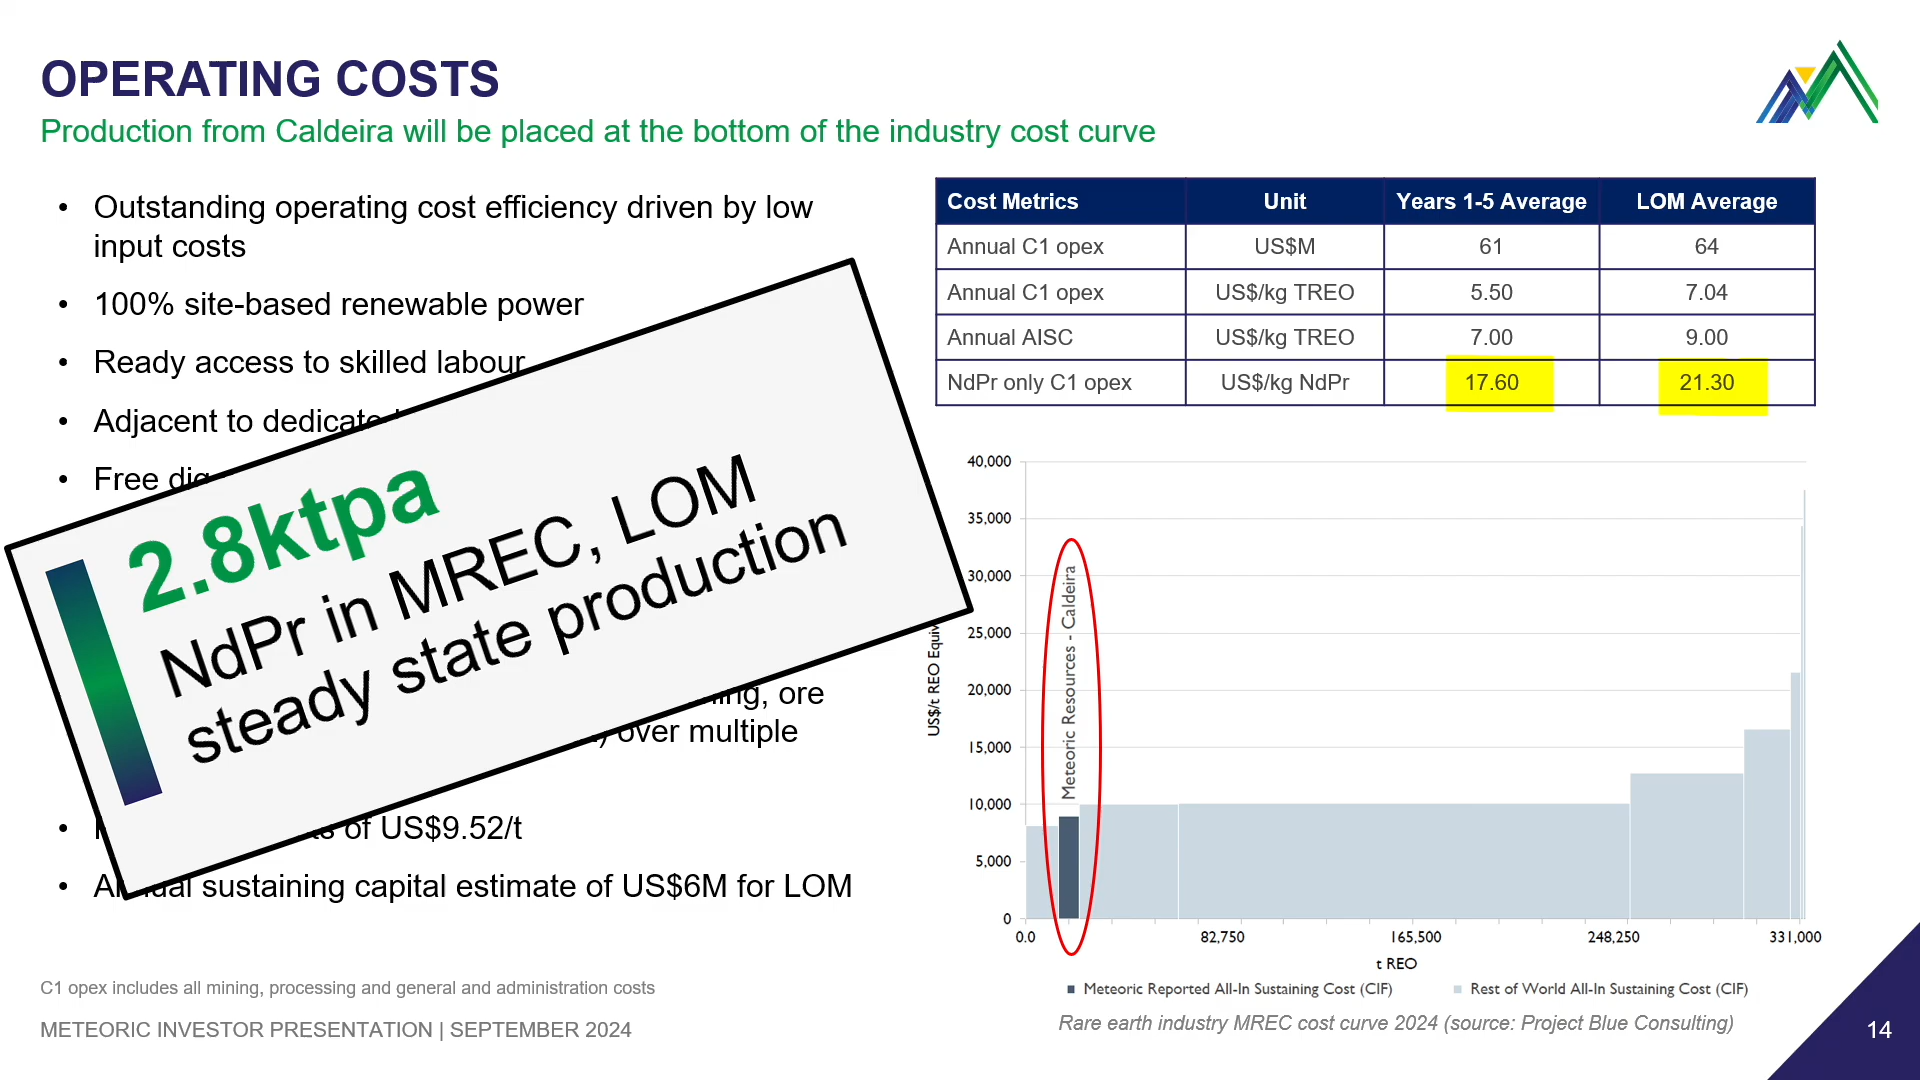 OPERATING COSTS
Production from Caldeira will be placed at the bottom of the industry cost curve
• Outstanding operating cost efficiency driven by low
input costs
• 100% site-based renewable power
• Ready access to skilled labour
• Adjacent to
• Free dig
2.8ktpa
NdPr in MREC, LOM
steady state production
ore
over multiple
• of US$9.52/t
• Annual sustaining capital estimate of US$6M for LOM
Cost Metrics Unit Years 1-5 Average LOM Average
Annual C1 opex US$M 61 64
Annual C1 opex US$/kg TREO 5.50 7.04
Annual AISC US$/kg TREO 7.00 9.00
NdPr only C1 opex US$/kg NdPr 17.60 21.30
40,000
35,000
30,000
25,000
20,000
15,000
10,000
5,000
0
US$/t REO
Meteoric Resources - Caldeira
0.0 82,750 165,500 248,250 331,000
t REO
Meteoric Reported All-In Sustaining Cost (CIF) Rest of World All-In Sustaining Cost (CIF)
Rare earth industry MREC cost curve 2024 (source: Project Blue Consulting)
C1 opex includes all mining, processing and general and administration costs
METEORIC INVESTOR PRESENTATION | SEPTEMBER 2024
14